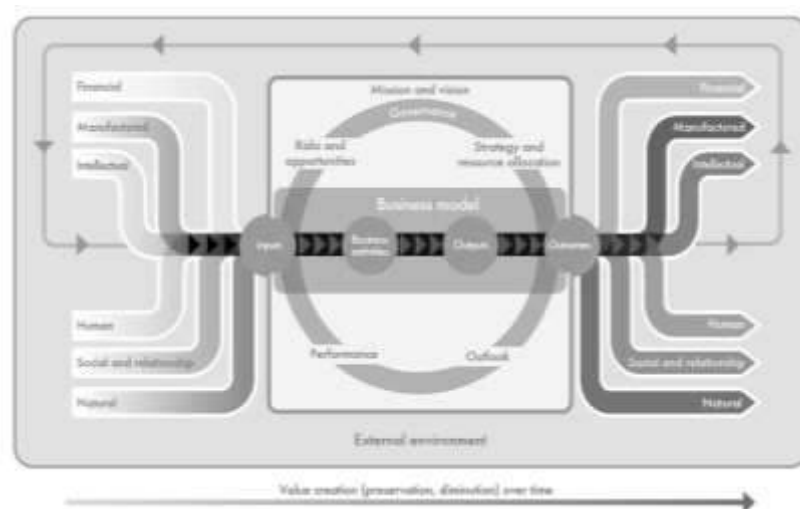 Financial
Manufactured
Intellectual
Human
Social and relationship
Natural
Mission and vision
Governance
Risks and
opportunities
Strategy and
resource allocation
Business model
Inputs
Business
activities
Outputs
Outcomes
Performance
Outlook
Financial
Manufactured
Intellectual
Human
Social and relationship
Natural
External environment
Value creation (preservation, diminution) over time